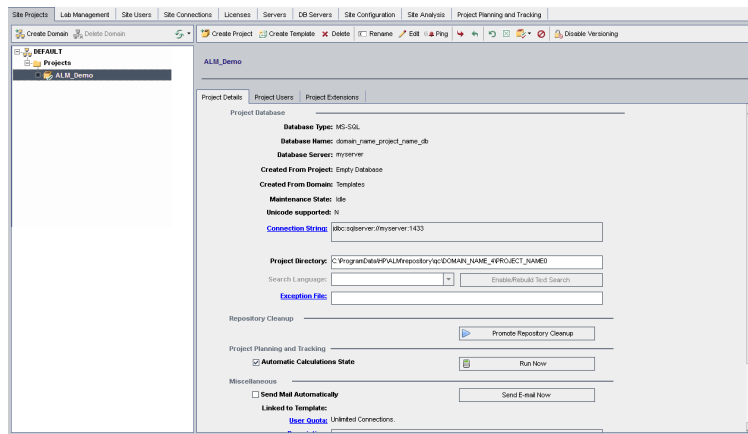 Site Projects Lab Management Site Users Site Connections Licenses Servers DB Servers Site Configuration Site Analysis Project Planning and Tracking
Create Domain Delete Domain Create Project Create Template Delete Rename Edit Ping Disable Versioning
DEFAULT
Projects
ALM_Demo
ALM_Demo
Project Details Project Users Project Extensions
Project Database
Database Type: MS-SQL
Database Name: domain_name_project_name_db
Database Server: myserver
Created From Project: Empty Database
Created From Domain: Templates
Maintenance State: Idle
Unicode supported: N
Connection String: jdbc:sqlserver://myserver:1433
Project Directory: C:\ProgramData\HP\ALM\repository\qc\DOMAIN_NAME_4\PROJECT_NAME0
Search Language: Enable/Rebuild Text Search
Exception File:
Repository Cleanup
Promote Repository Cleanup
Project Planning and Tracking
Automatic Calculations State Run Now
Miscellaneous
Send Mail Automatically Send E-mail Now
Linked to Template:
User Quota: Unlimited Connections.